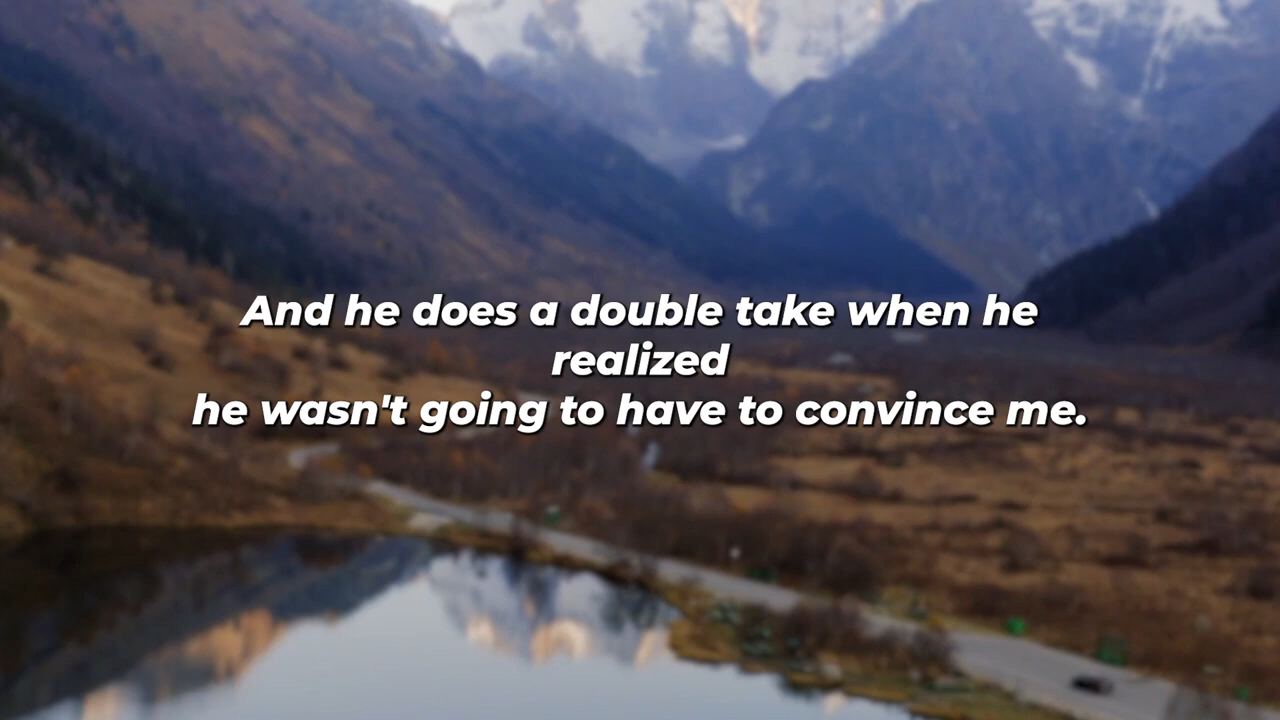 And he does a double take when he
realized
he wasn't going to have to convince me.